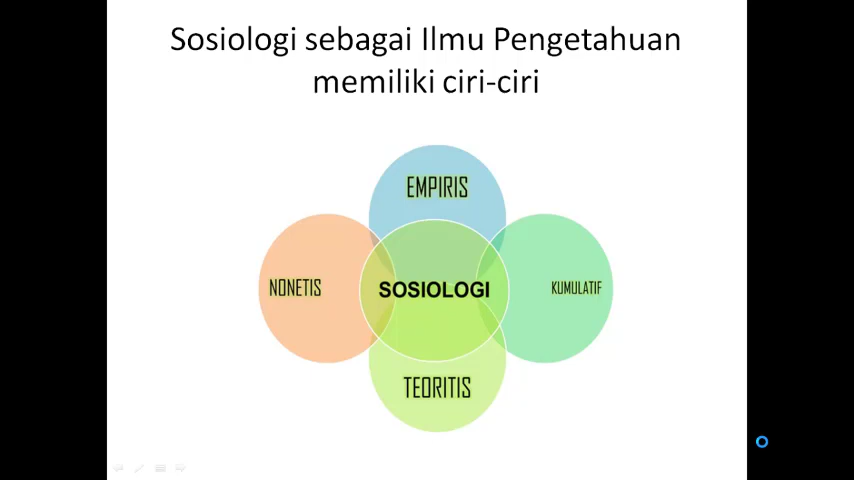 Sosiologi sebagai Ilmu Pengetahuan
memiliki ciri-ciri
EMPIRIS
NONETIS
SOSIOLOGI
KUMULATIF
TEORITIS